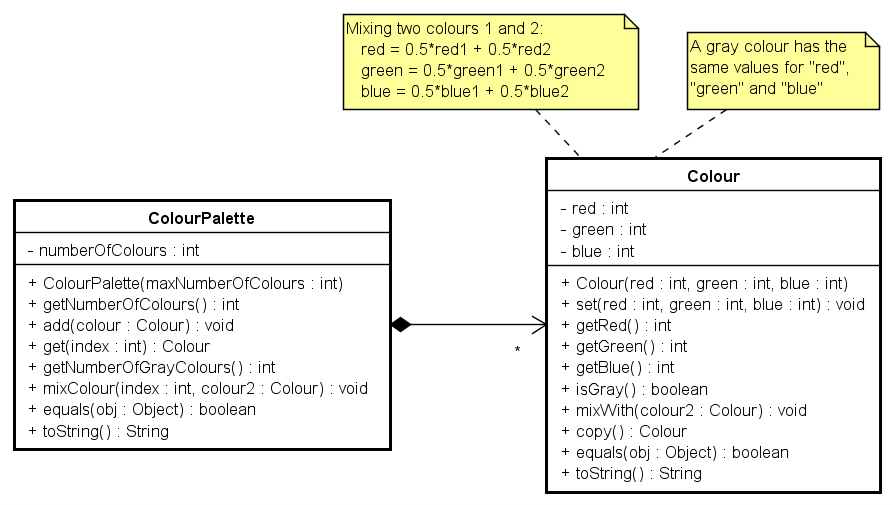 Mixing two colours 1 and 2:
red = 0.5*red1 + 0.5*red2
green = 0.5*green1 + 0.5*green2
blue = 0.5*blue1 + 0.5*blue2
A gray colour has the
same values for "red",
"green" and "blue"
ColourPalette
- numberOfColours : int
+ ColourPalette(maxNumberOfColours : int)
+ getNumberOfColours() : int
+ add(colour : Colour) : void
+ get(index : int) : Colour
+ getNumberOfGrayColours() : int
+ mixColour(index : int, colour2 : Colour) : void
+ equals(obj : Object) : boolean
+ toString() : String
*
Colour
- red : int
- green : int
- blue : int
+ Colour(red : int, green : int, blue : int)
+ set(red : int, green : int, blue : int) : void
+ getRed() : int
+ getGreen() : int
+ getBlue() : int
+ isGray() : boolean
+ mixWith(colour2 : Colour) : void
+ copy() : Colour
+ equals(obj : Object) : boolean
+ toString() : String